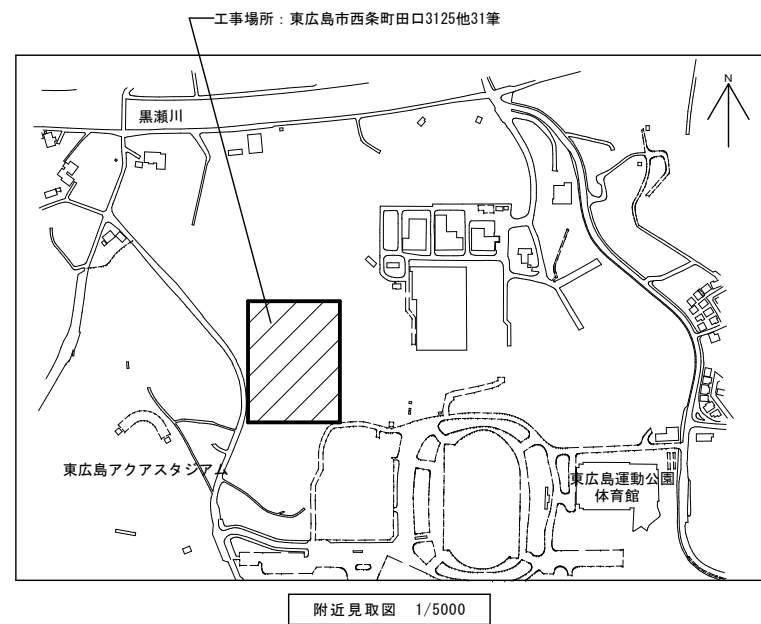 工事場所：東広島市西条町田口3125他31筆
N
黒瀬川
東広島アクアスタジアム
東広島運動公園
体育館
附近見取図 1/5000